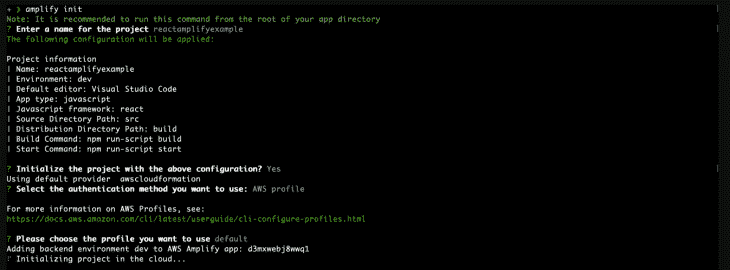 → ❯ amplify init
Note: It is recommended to run this command from the root of your app directory
? Enter a name for the project reactamplifyexample
The following configuration will be applied:
Project information
| Name: reactamplifyexample
| Environment: dev
| Default editor: Visual Studio Code
| App type: javascript
| Javascript framework: react
| Source Directory Path: src
| Distribution Directory Path: build
| Build Command: npm run-script build
| Start Command: npm run-script start
? Initialize the project with the above configuration? Yes
Using default provider  awscloudformation
? Select the authentication method you want to use: AWS profile
For more information on AWS Profiles, see:
https://docs.aws.amazon.com/cli/latest/userguide/cli-configure-profiles.html
? Please choose the profile you want to use default
Adding backend environment dev to AWS Amplify app: d3mxwebj8wwq1
Initializing project in the cloud...